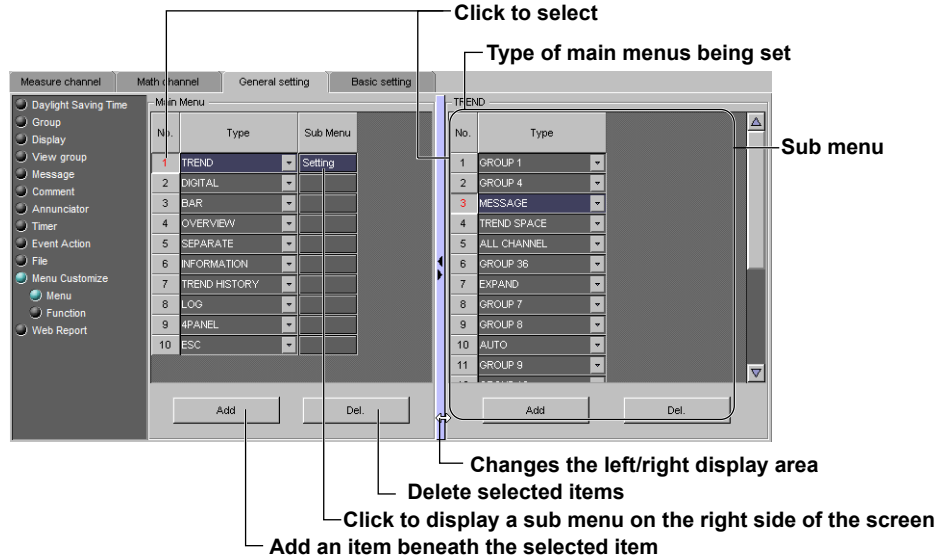 Click to select
Type of main menus being set
Measure channel Math channel General setting Basic setting
Daylight Saving Time
Group
Display
View group
Message
Comment
Annunciator
Timer
Event Action
File
Menu Customize
Menu
Function
Web Report
Main Menu
No. Type Sub Menu
1 TREND Setting
2 DIGITAL
3 BAR
4 OVERVIEW
5 SEPARATE
6 INFORMATION
7 TREND HISTORY
8 LOG
9 4PANEL
10 ESC
Add Del.
TREND
No. Type
1 GROUP 1
2 GROUP 4
3 MESSAGE
4 TREND SPACE
5 ALL CHANNEL
6 GROUP 36
7 EXPAND
8 GROUP 7
9 GROUP 8
10 AUTO
11 GROUP 9
Add Del.
Sub menu
Changes the left/right display area
Delete selected items
Click to display a sub menu on the right side of the screen
Add an item beneath the selected item